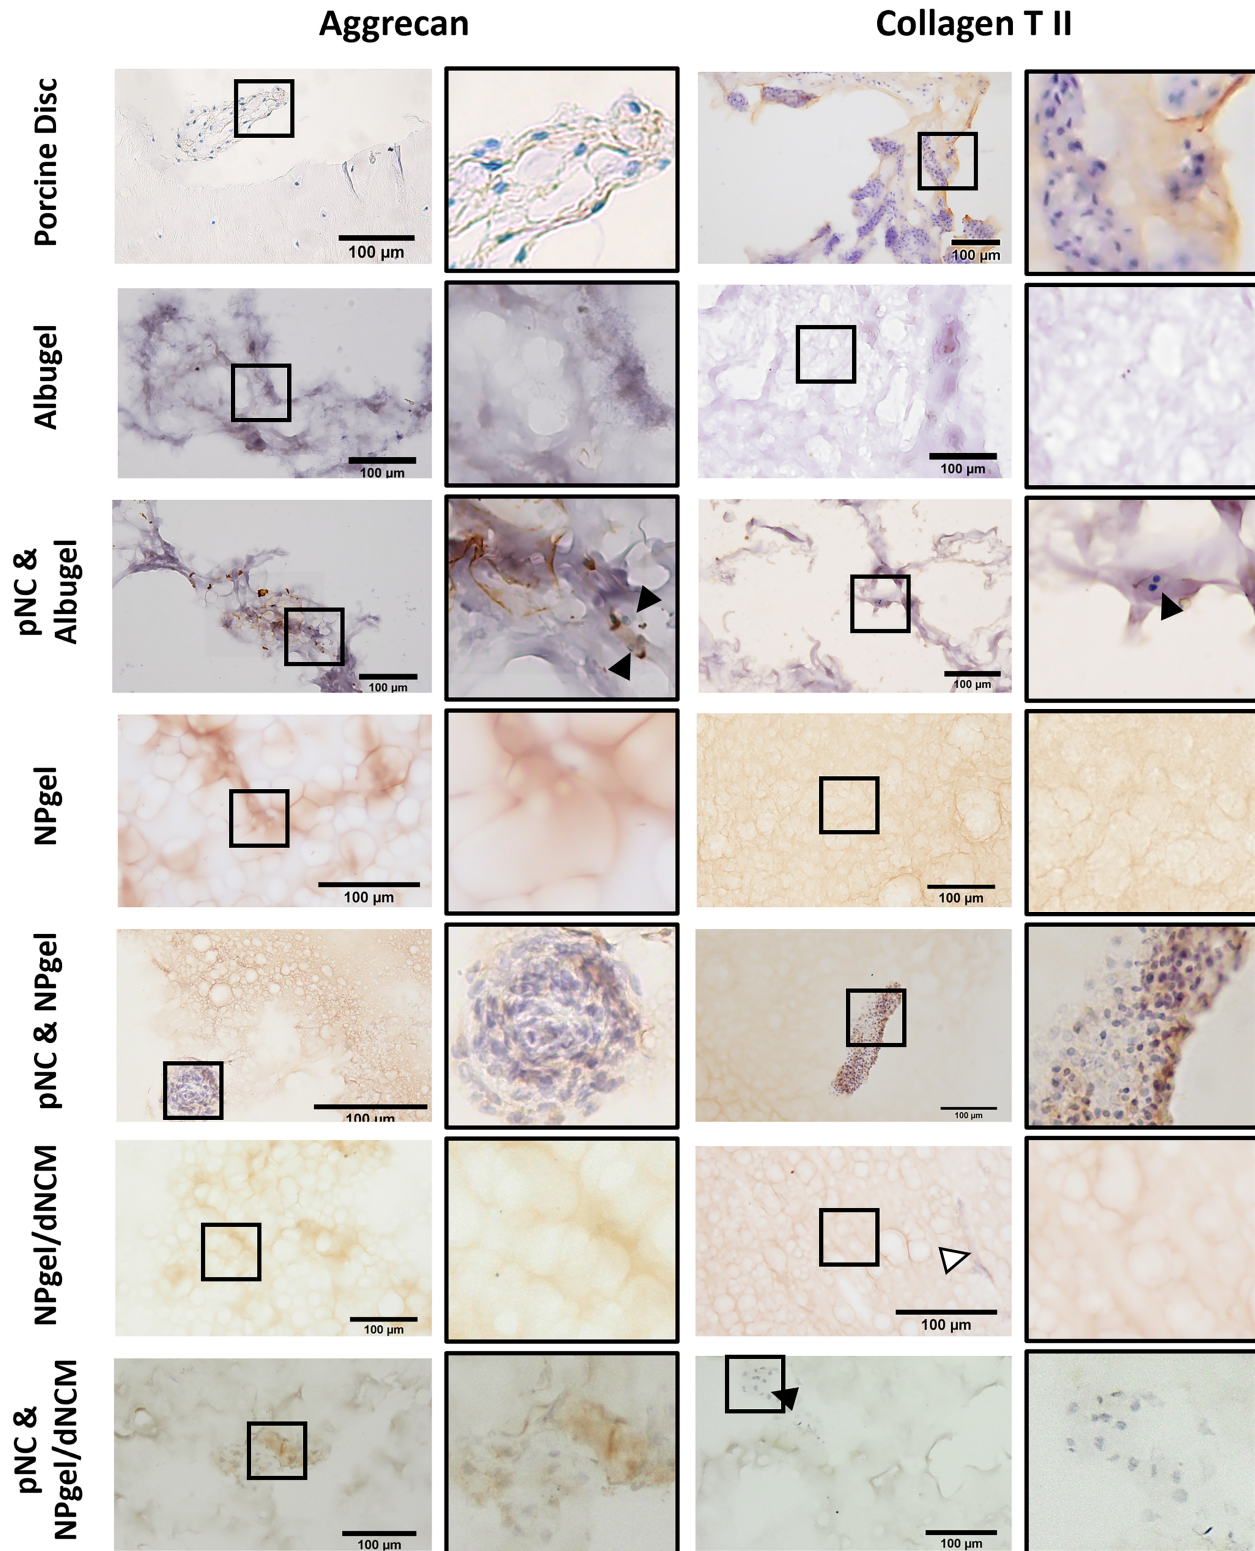 Aggrecan
Collagen T II
Porcine Disc
100 µm
100 µm
Albugel
100 µm
100 µm
pNC &
Albugel
100 µm
100 µm
NPgel
100 µm
100 µm
pNC & NPgel
100 µm
100 µm
NPgel/dNCM
100 µm
100 µm
pNC &
NPgel/dNCM
100 µm
100 µm